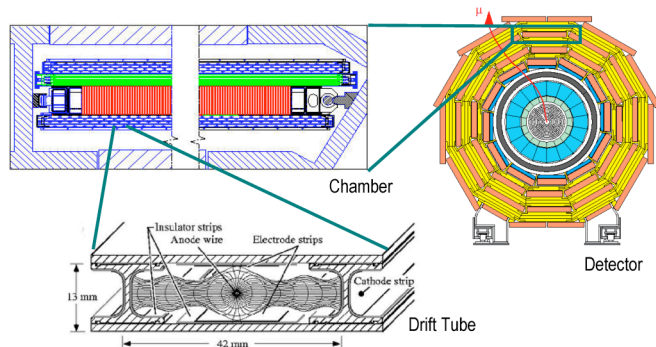 μ
Chamber
Detector
Insulator strips
Anode wire
Electrode strips
Cathode strip
13 mm
Drift Tube
42 mm